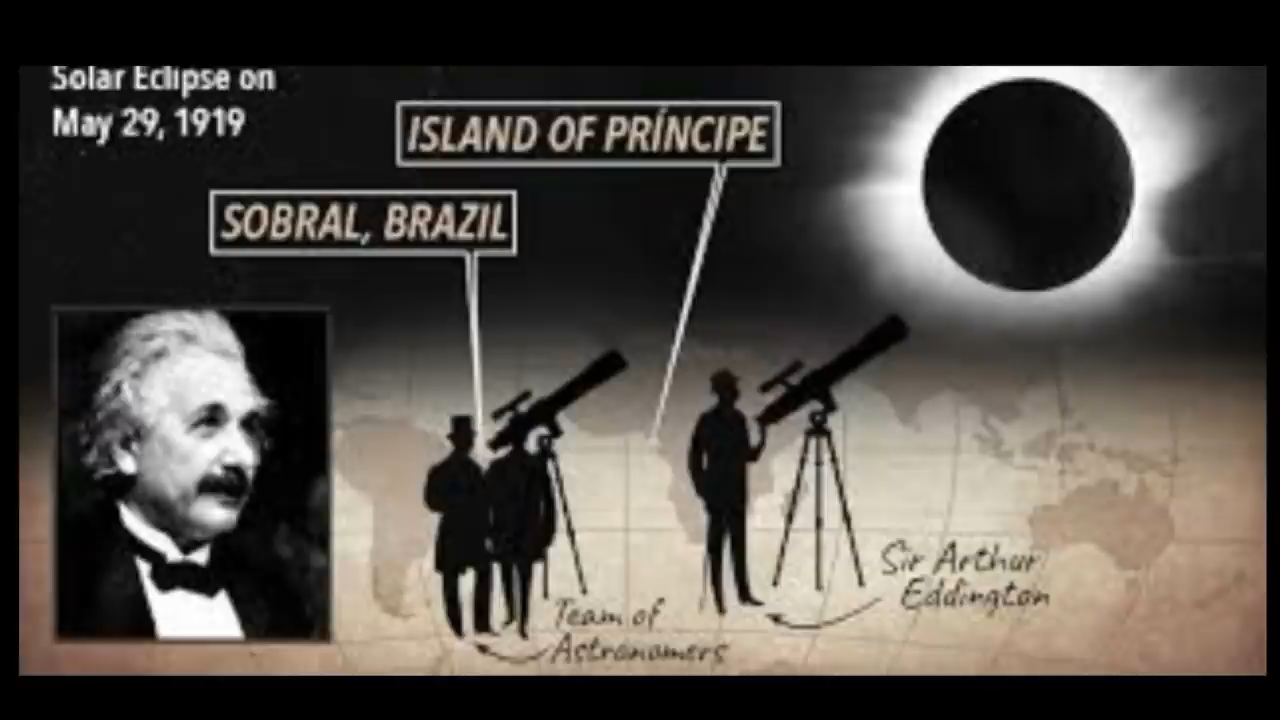 Solar Eclipse on
May 29, 1919
ISLAND OF PRÍNCIPE
SOBRAL, BRAZIL
Sir Arthur
Eddington
Team of
Astronomers